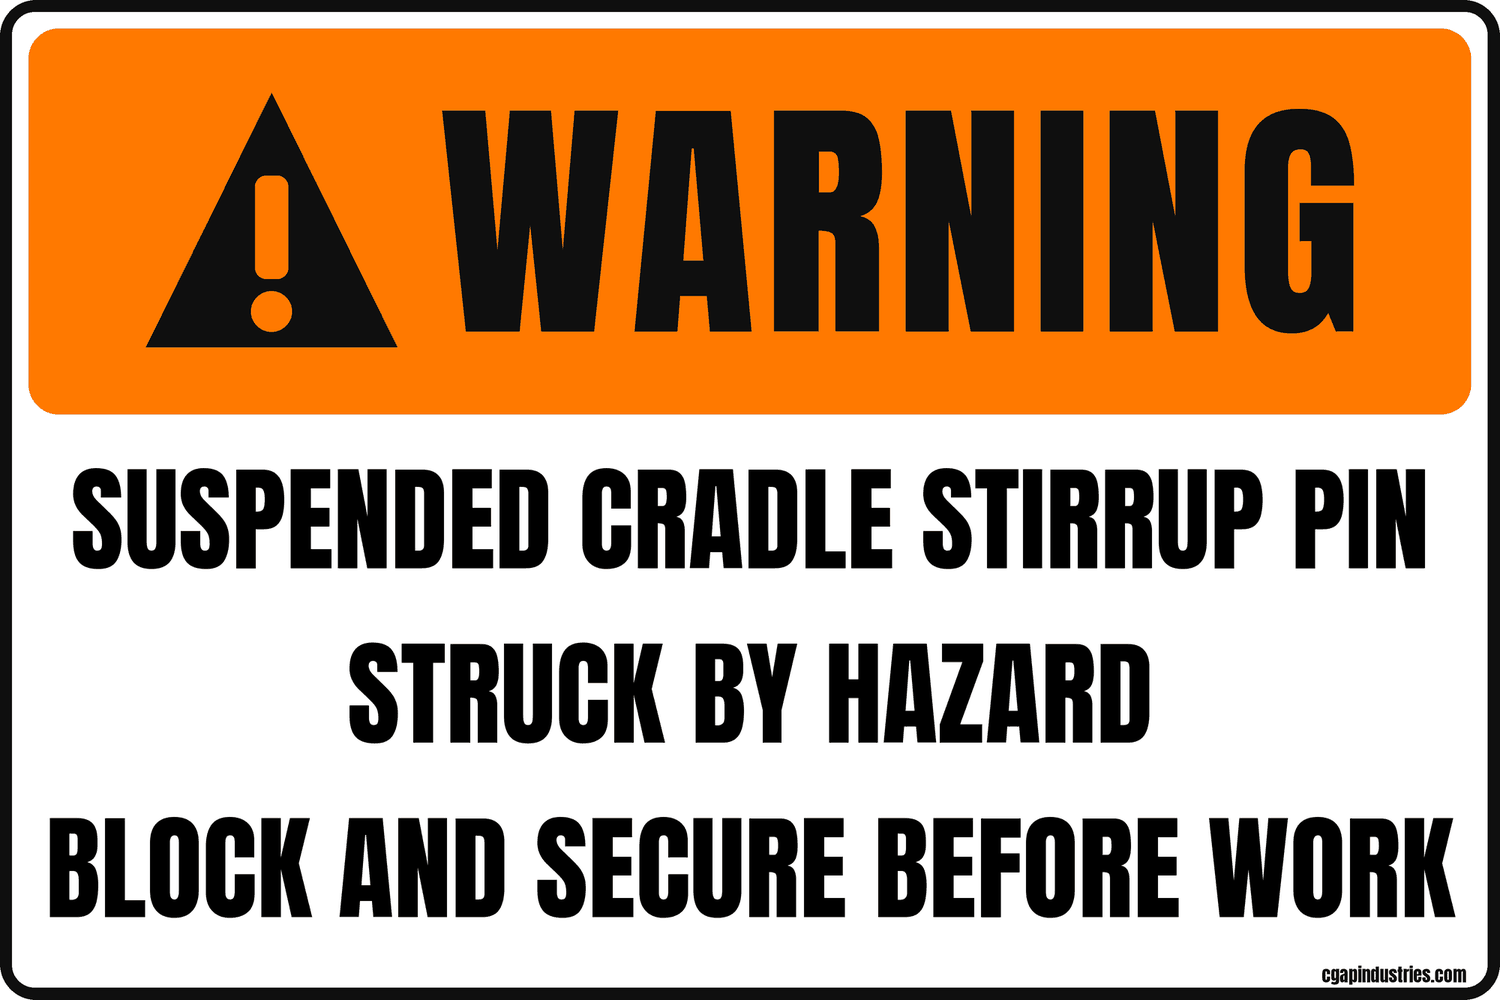 WARNING
SUSPENDED CRADLE STIRRUP PIN
STRUCK BY HAZARD
BLOCK AND SECURE BEFORE WORK
cgapindustries.com